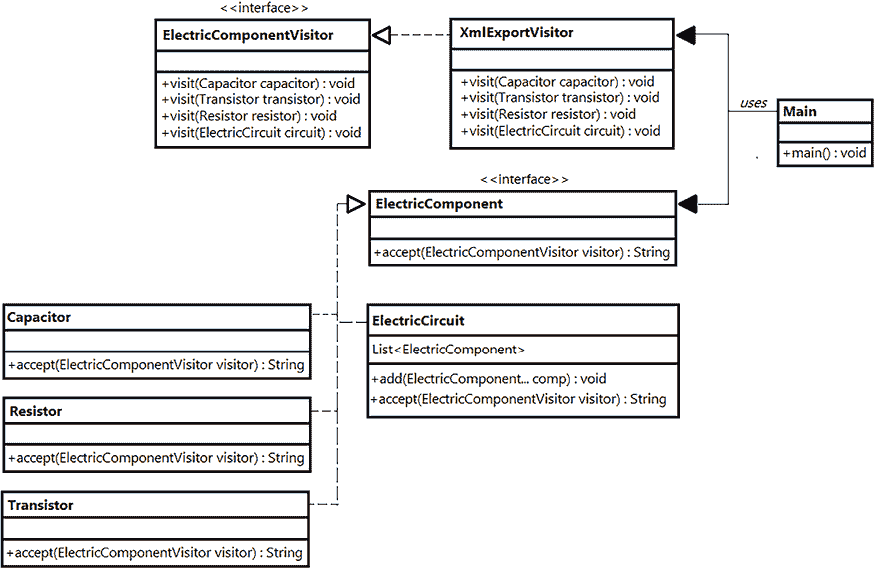 <<interface>>
ElectricComponentVisitor
+visit(Capacitor capacitor) : void
+visit(Transistor transistor) : void
+visit(Resistor resistor) : void
+visit(ElectricCircuit circuit) : void
XmlExportVisitor
+visit(Capacitor capacitor) : void
+visit(Transistor transistor) : void
+visit(Resistor resistor) : void
+visit(ElectricCircuit circuit) : void
uses
Main
+main() : void
<<interface>>
ElectricComponent
+accept(ElectricComponentVisitor visitor) : String
Capacitor
+accept(ElectricComponentVisitor visitor) : String
ElectricCircuit
List<ElectricComponent>
+add(ElectricComponent... comp) : void
+accept(ElectricComponentVisitor visitor) : String
Resistor
+accept(ElectricComponentVisitor visitor) : String
Transistor
+accept(ElectricComponentVisitor visitor) : String